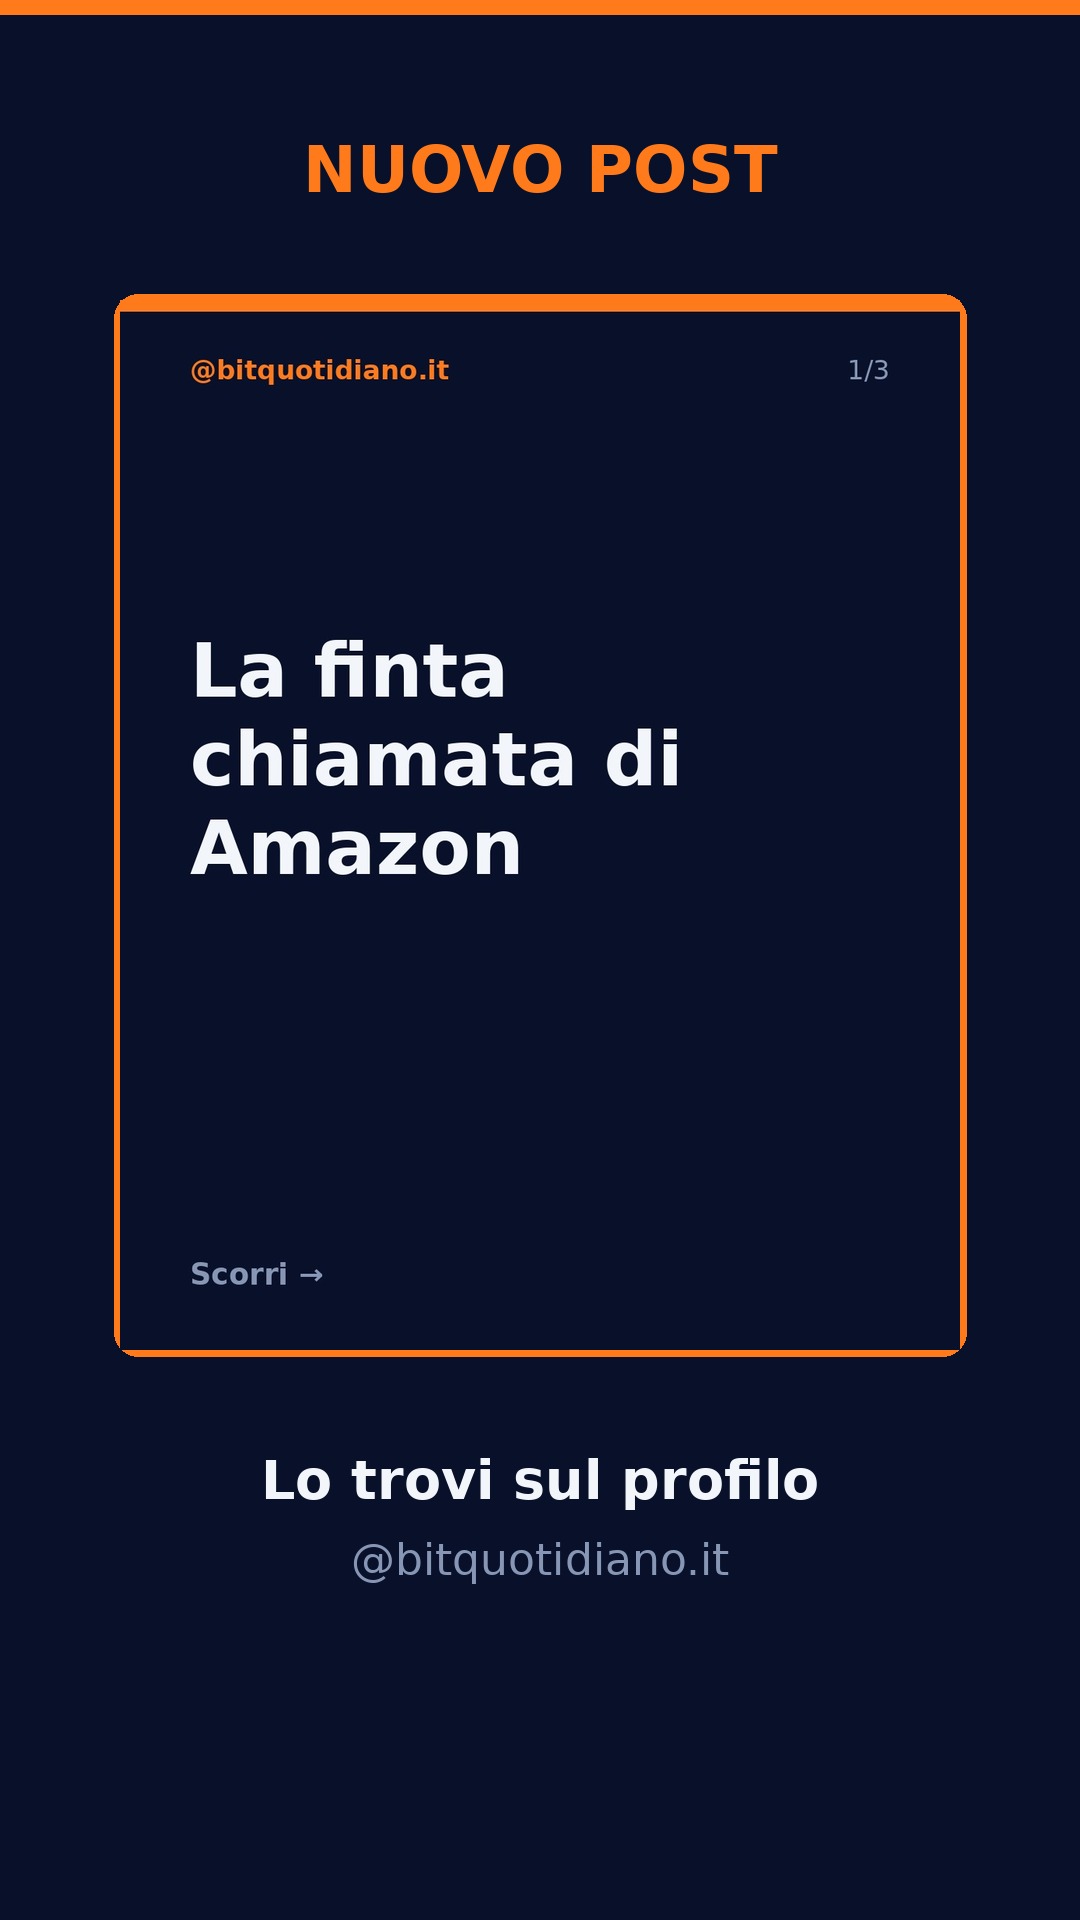 NUOVO POST
@bitquotidiano.it
1/3
La finta
chiamata di
Amazon
Scorri →
Lo trovi sul profilo
@bitquotidiano.it